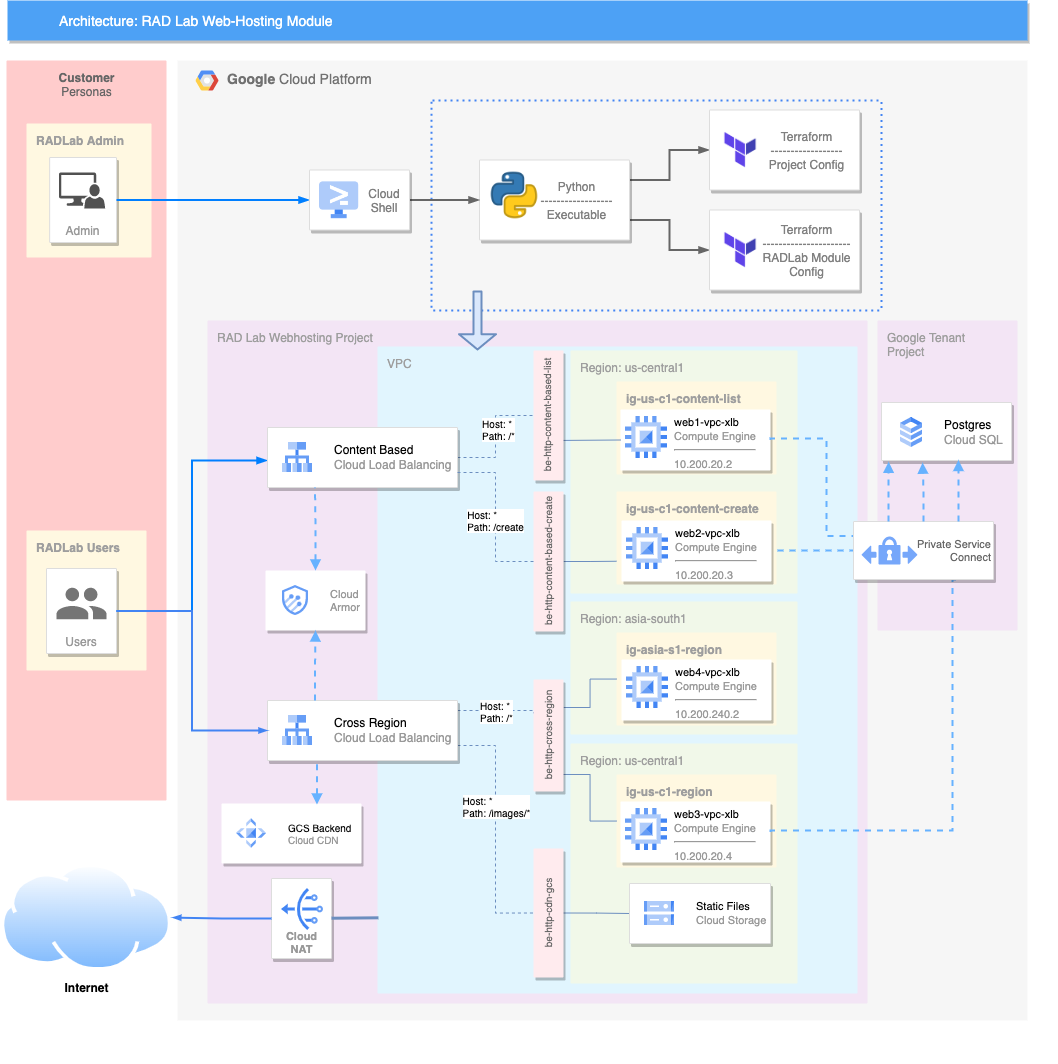 Architecture: RAD Lab Web-Hosting Module
Customer
Personas
Google Cloud Platform
RADLab Admin
Admin
Cloud
Shell
Python
Executable
Terraform
Project Config
Terraform
RADLab Module
Config
RAD Lab Webhosting Project
VPC
Google Tenant
Project
be-http-content-based-list
Region: us-central1
ig-us-c1-content-list
web1-vpc-xlb
Compute Engine
10.200.20.2
Postgres
Cloud SQL
Content Based
Cloud Load Balancing
Host: *
Path: /*
Host: *
Path: /create
be-http-content-based-create
ig-us-c1-content-create
web2-vpc-xlb
Compute Engine
10.200.20.3
Private Service
Connect
RADLab Users
Users
Cloud
Armor
Region: asia-south1
ig-asia-s1-region
web4-vpc-xlb
Compute Engine
10.200.240.2
Cross Region
Cloud Load Balancing
Host: *
Path: /*
be-http-cross-region
Region: us-central1
ig-us-c1-region
web3-vpc-xlb
Compute Engine
10.200.20.4
Host: *
Path: /images/*
GCS Backend
Cloud CDN
be-http-cdn-gcs
Static Files
Cloud Storage
Cloud
NAT
Internet